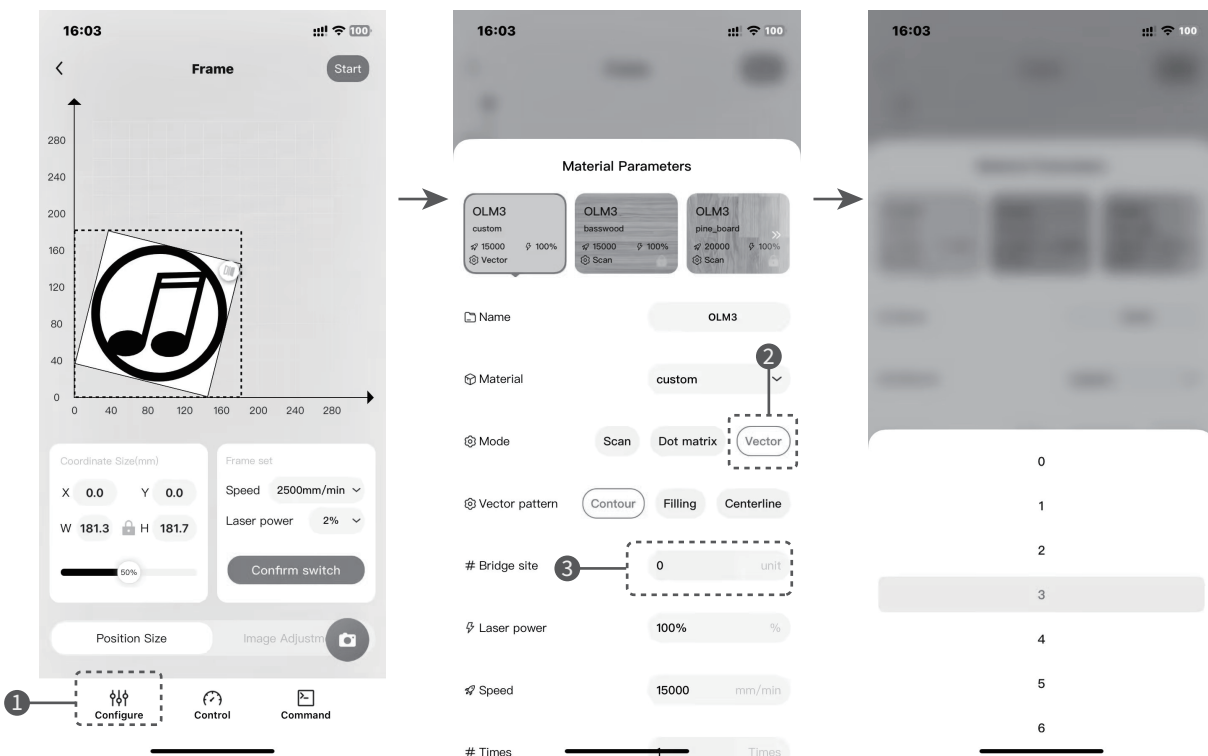 16:03
100
Frame
Start
280
240
200
160
120
80
40
0
0 40 80 120 160 200 240 280
Coordinate Size(mm)
X 0.0 Y 0.0
W 181.3 H 181.7
50%
Frame set
Speed 2500mm/min
Laser power 2%
Confirm switch
Position Size
Image
1
Configure
Control
Command
16:03
100
Material Parameters
OLM3
custom
15000 100%
Vector
OLM3
basswood
15000 100%
Scan
OLM3
pine_board
20000 100%
Scan
Name OLM3
2
Material custom
Mode Scan Dot matrix Vector
Vector pattern Contour Filling Centerline
# Bridge site 3 0 unit
Laser power 100% %
Speed 15000 mm/min
# Times 1 Times
16:03
100
0
1
2
3
4
5
6